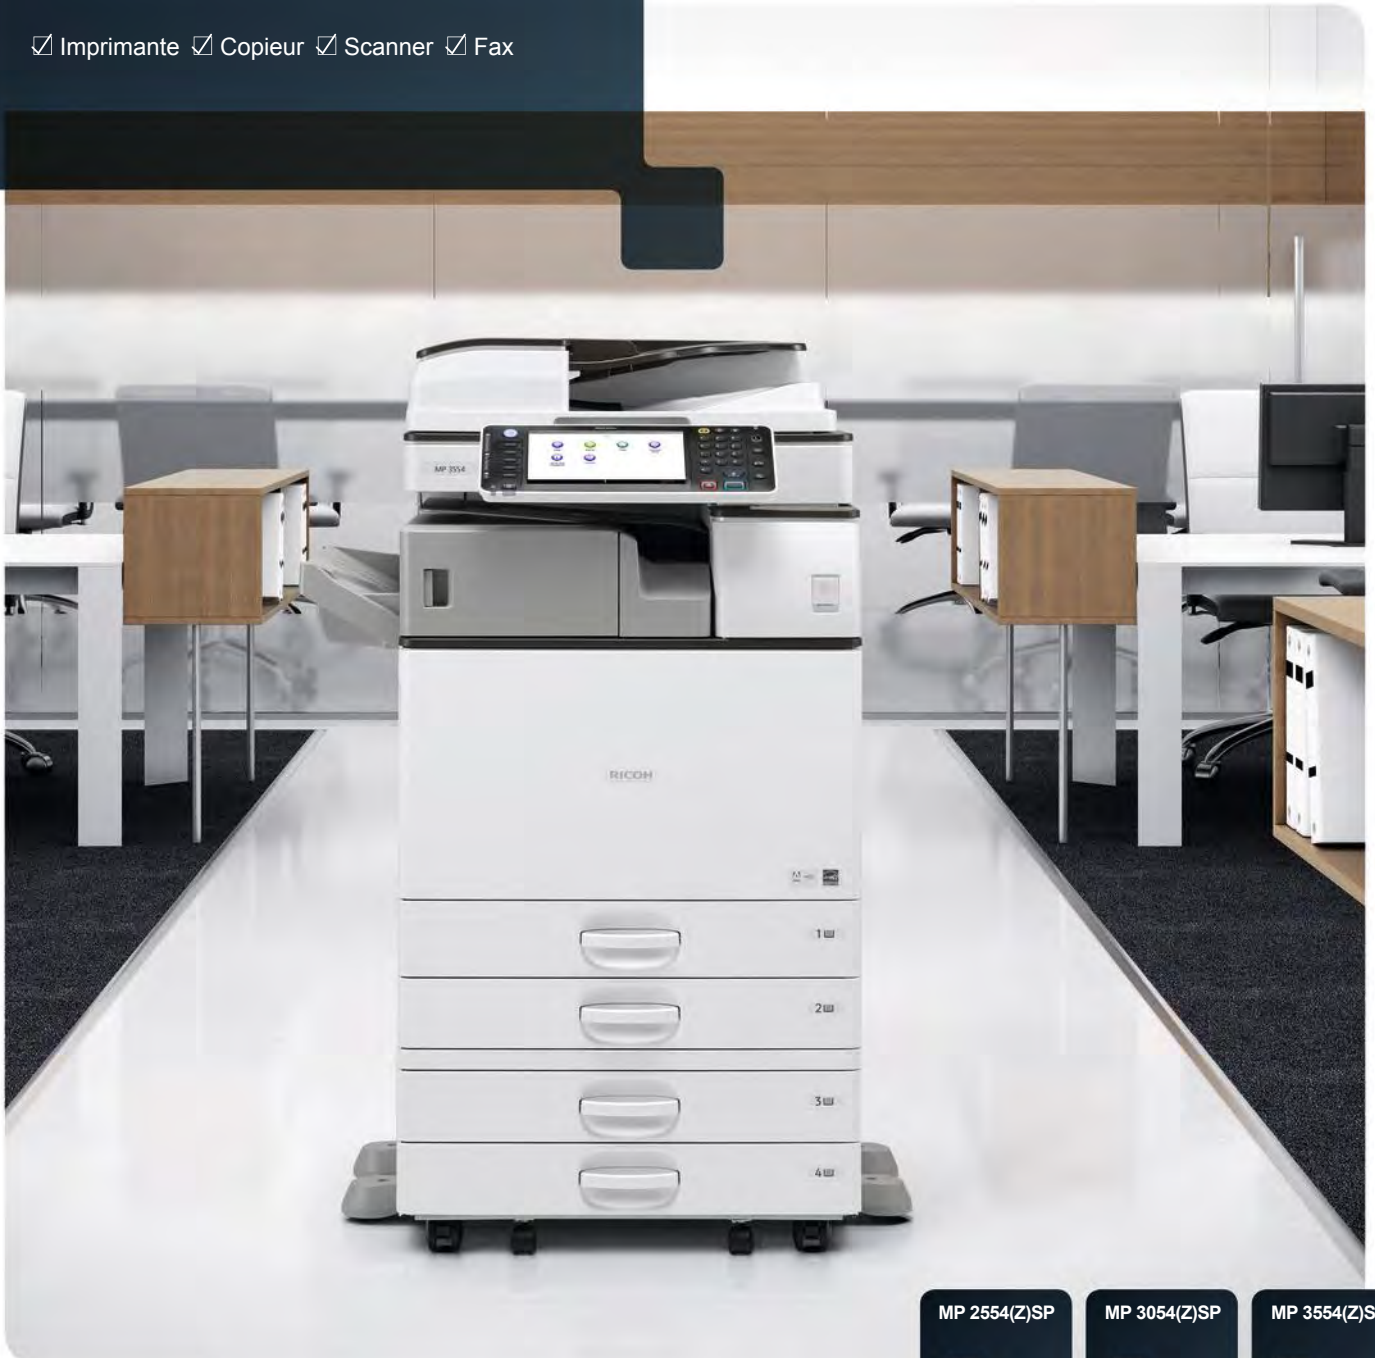 ☑ Imprimante ☑ Copieur ☑ Scanner ☑ Fax
MP 3554
RICOH
1
2
3
4
MP 2554(Z)SP MP 3054(Z)SP MP 3554(Z)S